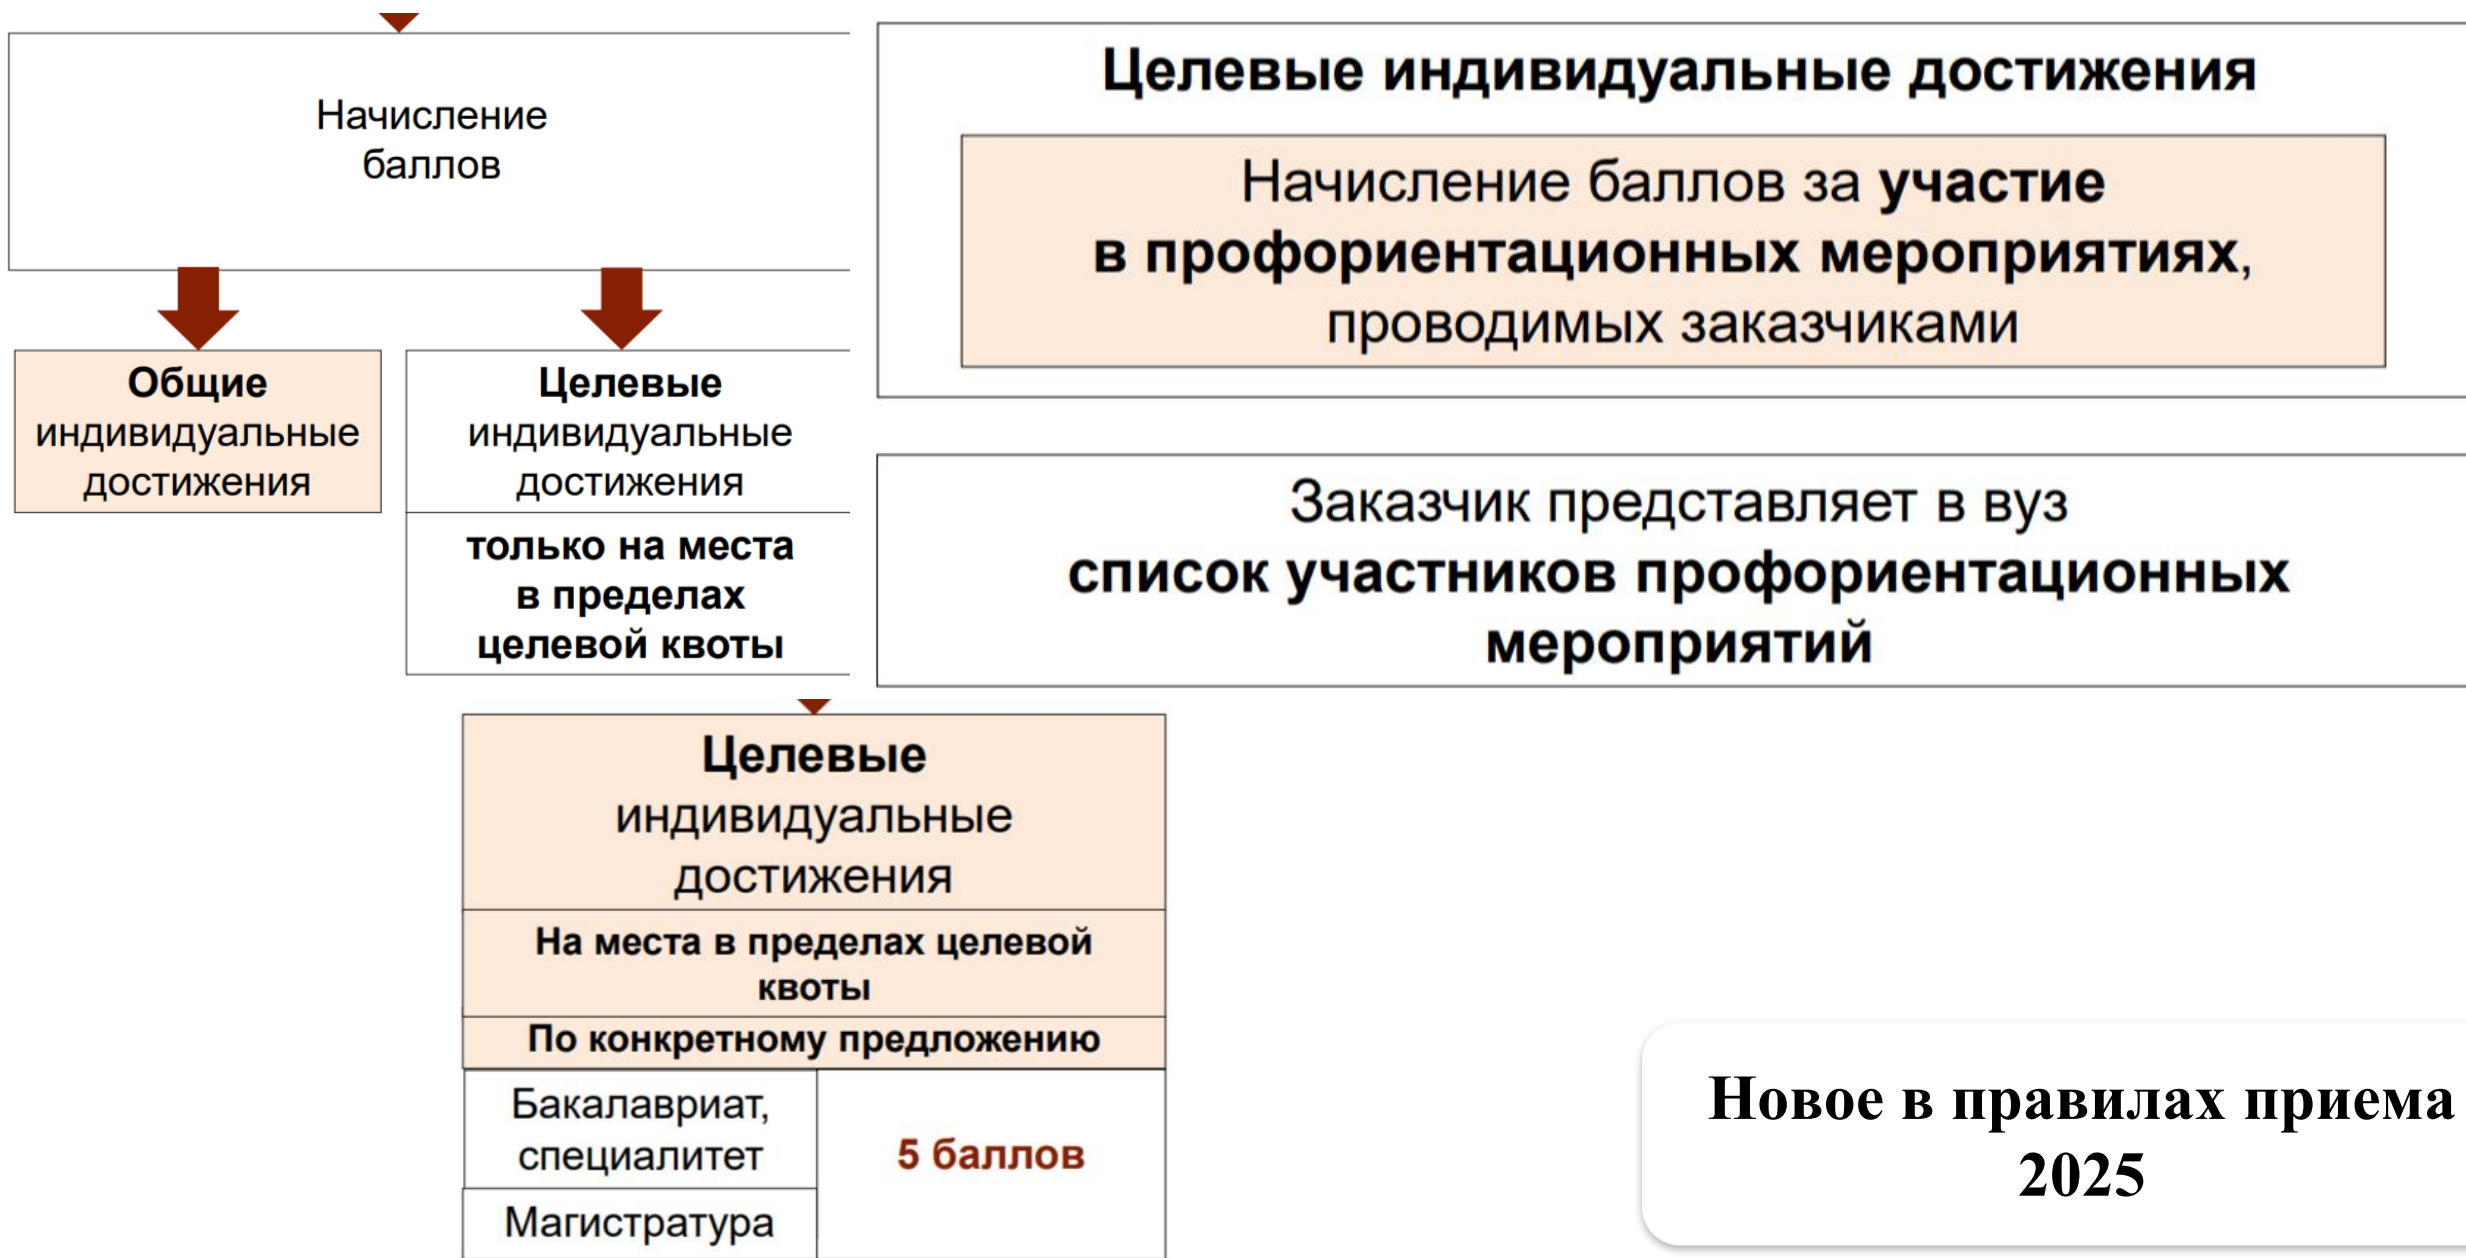 Начисление
баллов
Общие
индивидуальные
достижения
Целевые
индивидуальные
достижения
только на места
в пределах
целевой квоты
Целевые индивидуальные достижения
Начисление баллов за участие
в профориентационных мероприятиях,
проводимых заказчиками
Заказчик представляет в вуз
список участников профориентационных
мероприятий
Целевые
индивидуальные
достижения
На места в пределах целевой
квоты
По конкретному предложению
Бакалавриат,
специалитет
5 баллов
Магистратура
Новое в правилах приема
2025